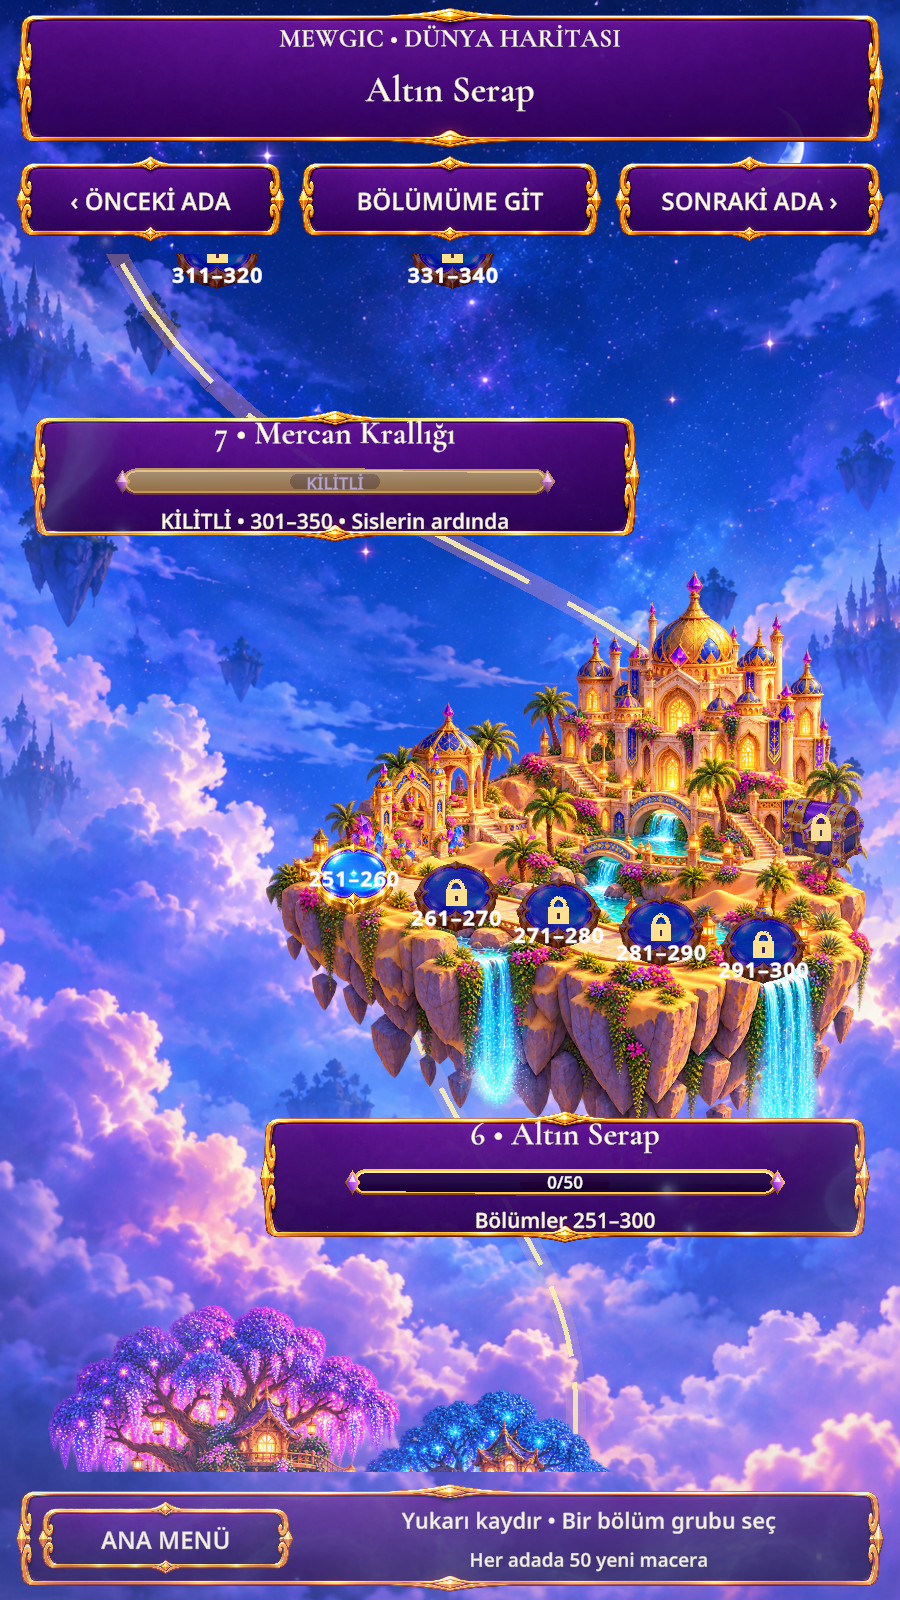 MEWGIC • DÜNYA HARİTASI
Altın Serap
‹ ÖNCEKİ ADA
BÖLÜMÜME GİT
SONRAKİ ADA ›
311–320
331–340
7 • Mercan Krallığı
KİLİTLİ
KİLİTLİ • 301–350 • Sislerin ardında
251–260
261–270
271–280
281–290
291–300
6 • Altın Serap
0/50
Bölümler 251–300
ANA MENÜ
Yukarı kaydır • Bir bölüm grubu seç
Her adada 50 yeni macera